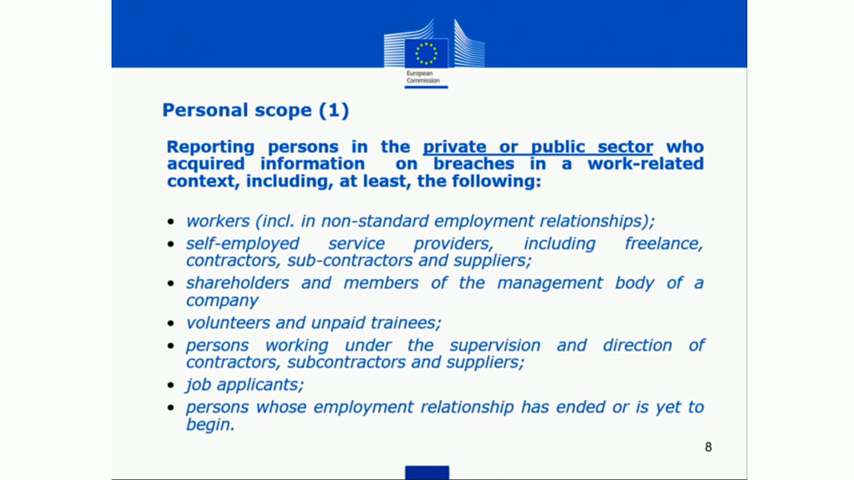 European
Commission
Personal scope (1)
Reporting persons in the private or public sector who
acquired information on breaches in a work-related
context, including, at least, the following:
• workers (incl. in non-standard employment relationships);
• self-employed service providers, including freelance,
contractors, sub-contractors and suppliers;
• shareholders and members of the management body of a
company
• volunteers and unpaid trainees;
• persons working under the supervision and direction of
contractors, subcontractors and suppliers;
• job applicants;
• persons whose employment relationship has ended or is yet to
begin.
8